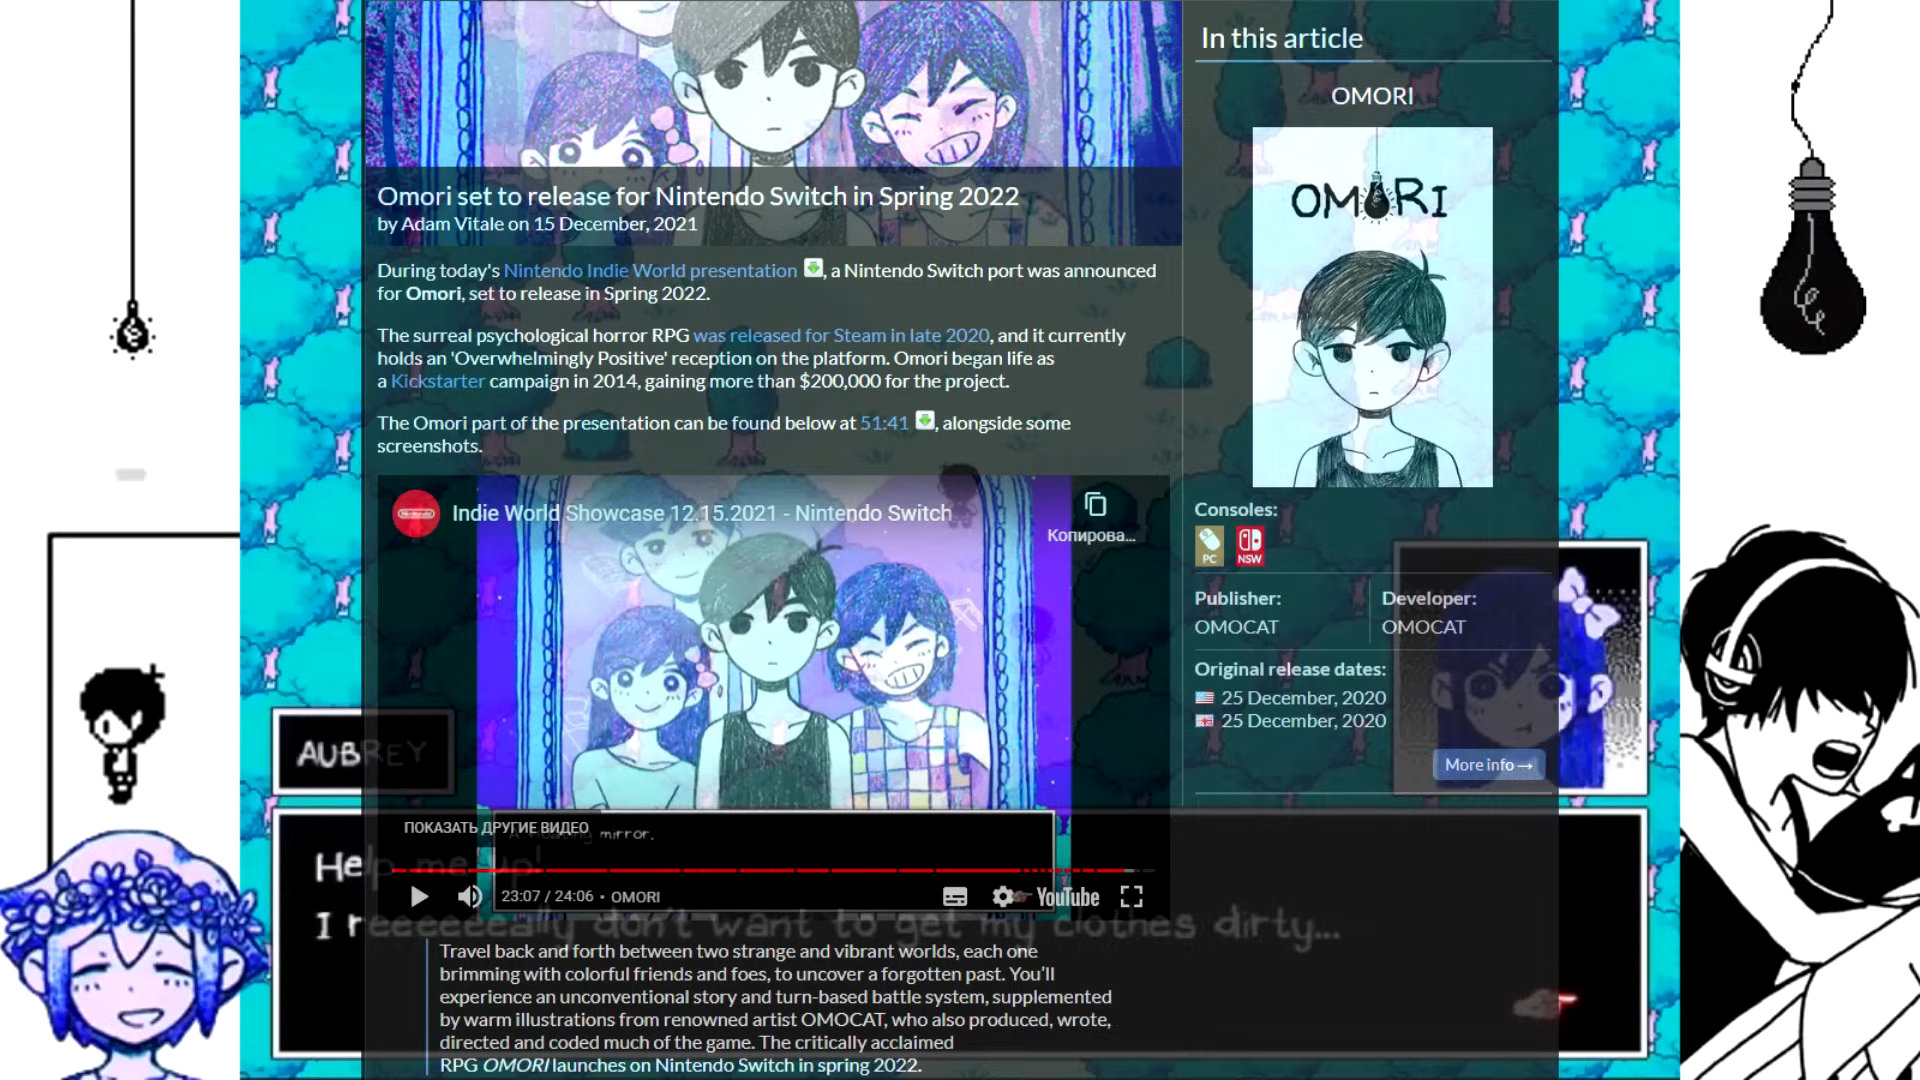 In this article
OMORI
OMORI
Omori set to release for Nintendo Switch in Spring 2022
by Adam Vitale on 15 December, 2021
During today's Nintendo Indie World presentation, a Nintendo Switch port was announced
for Omori, set to release in Spring 2022.
The surreal psychological horror RPG was released for Steam in late 2020, and it currently
holds an 'Overwhelmingly Positive' reception on the platform. Omori began life as
a Kickstarter campaign in 2014, gaining more than $200,000 for the project.
The Omori part of the presentation can be found below at 51:41, alongside some
screenshots.
Nintendo
Indie World Showcase 12.15.2021 - Nintendo Switch
Копирова...
Consoles:
PC
NSW
Publisher:
OMOCAT
Developer:
OMOCAT
Original release dates:
25 December, 2020
25 December, 2020
More info →
AUBREY
ПОКАЗАТЬ ДРУГИЕ ВИДЕО
mirror.
Help me up!
23:07 / 24:06 • OMORI
YouTube
I reeeeeeally don't want to get my clothes dirty...
Travel back and forth between two strange and vibrant worlds, each one
brimming with colorful friends and foes, to uncover a forgotten past. You'll
experience an unconventional story and turn-based battle system, supplemented
by warm illustrations from renowned artist OMOCAT, who also produced, wrote,
directed and coded much of the game. The critically acclaimed
RPG OMORI launches on Nintendo Switch in spring 2022.